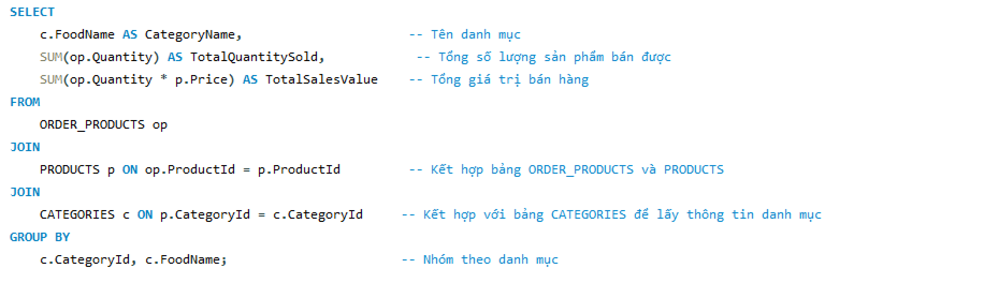 SELECT
c.FoodName AS CategoryName, -- Tên danh mục
SUM(op.Quantity) AS TotalQuantitySold, -- Tổng số lượng sản phẩm bán được
SUM(op.Quantity * p.Price) AS TotalSalesValue -- Tổng giá trị bán hàng
FROM
ORDER_PRODUCTS op
JOIN
PRODUCTS p ON op.ProductId = p.ProductId -- Kết hợp bảng ORDER_PRODUCTS và PRODUCTS
JOIN
CATEGORIES c ON p.CategoryId = c.CategoryId -- Kết hợp với bảng CATEGORIES để lấy thông tin danh mục
GROUP BY
c.CategoryId, c.FoodName; -- Nhóm theo danh mục